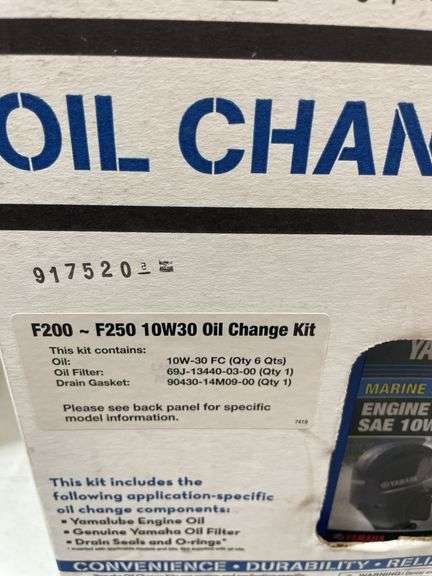 OIL CHAN
917520
F200 ~ F250 10W30 Oil Change Kit
This kit contains:
Oil: 10W-30 FC (Qty 6 Qts)
Oil Filter: 69J-13440-03-00 (Qty 1)
Drain Gasket: 90430-14M09-00 (Qty 1)
Please see back panel for specific
model information.
7419
YA
MARINE
ENGINE
SAE 10W
YAMAHA
This kit includes the
following application-specific
oil change components:
• Yamalube Engine Oil
• Genuine Yamaha Oil Filter
• Drain Seals and O-rings*
CONVENIENCE • DURABILITY • RELI